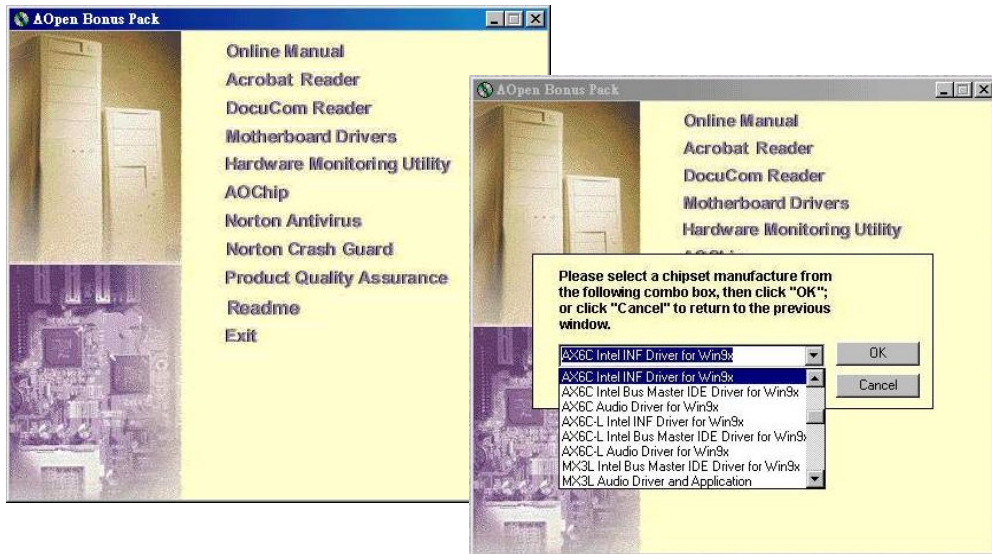 AOpen Bonus Pack
Online Manual
Acrobat Reader
DocuCom Reader
Motherboard Drivers
Hardware Monitoring Utility
AOChip
Norton Antivirus
Norton Crash Guard
Product Quality Assurance
Readme
Exit
AOpen Bonus Pack
Online Manual
Acrobat Reader
DocuCom Reader
Motherboard Drivers
Hardware Monitoring Utility
Please select a chipset manufacture from
the following combo box, then click "OK";
or click "Cancel" to return to the previous
window.
AX6C Intel INF Driver for Win9x
OK
Cancel
AX6C Intel INF Driver for Win9x
AX6C Intel Bus Master IDE Driver for Win9x
AX6C Audio Driver for Win9x
AX6C-L Intel INF Driver for Win9x
AX6C-L Intel Bus Master IDE Driver for Win9x
AX6C-L Audio Driver for Win9x
MX3L Intel Bus Master IDE Driver for Win9x
MX3L Audio Driver and Application